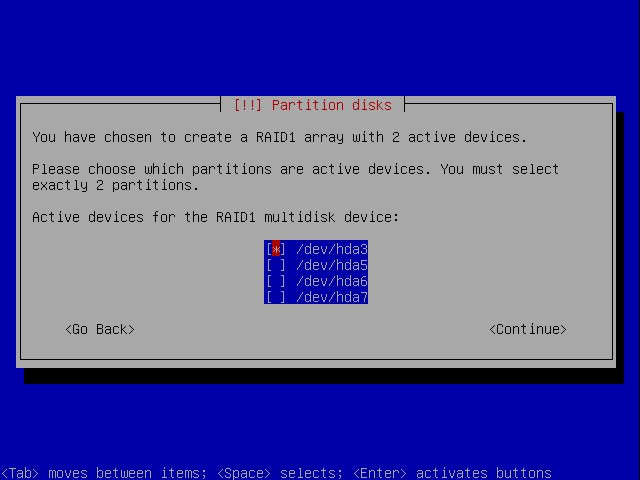 [!!] Partition disks
You have chosen to create a RAID1 array with 2 active devices.
Please choose which partitions are active devices. You must select
exactly 2 partitions.
Active devices for the RAID1 multidisk device:
[*] /dev/hda3
[ ] /dev/hda5
[ ] /dev/hda6
[ ] /dev/hda7
<Go Back> <Continue>
<Tab> moves between items; <Space> selects; <Enter> activates buttons